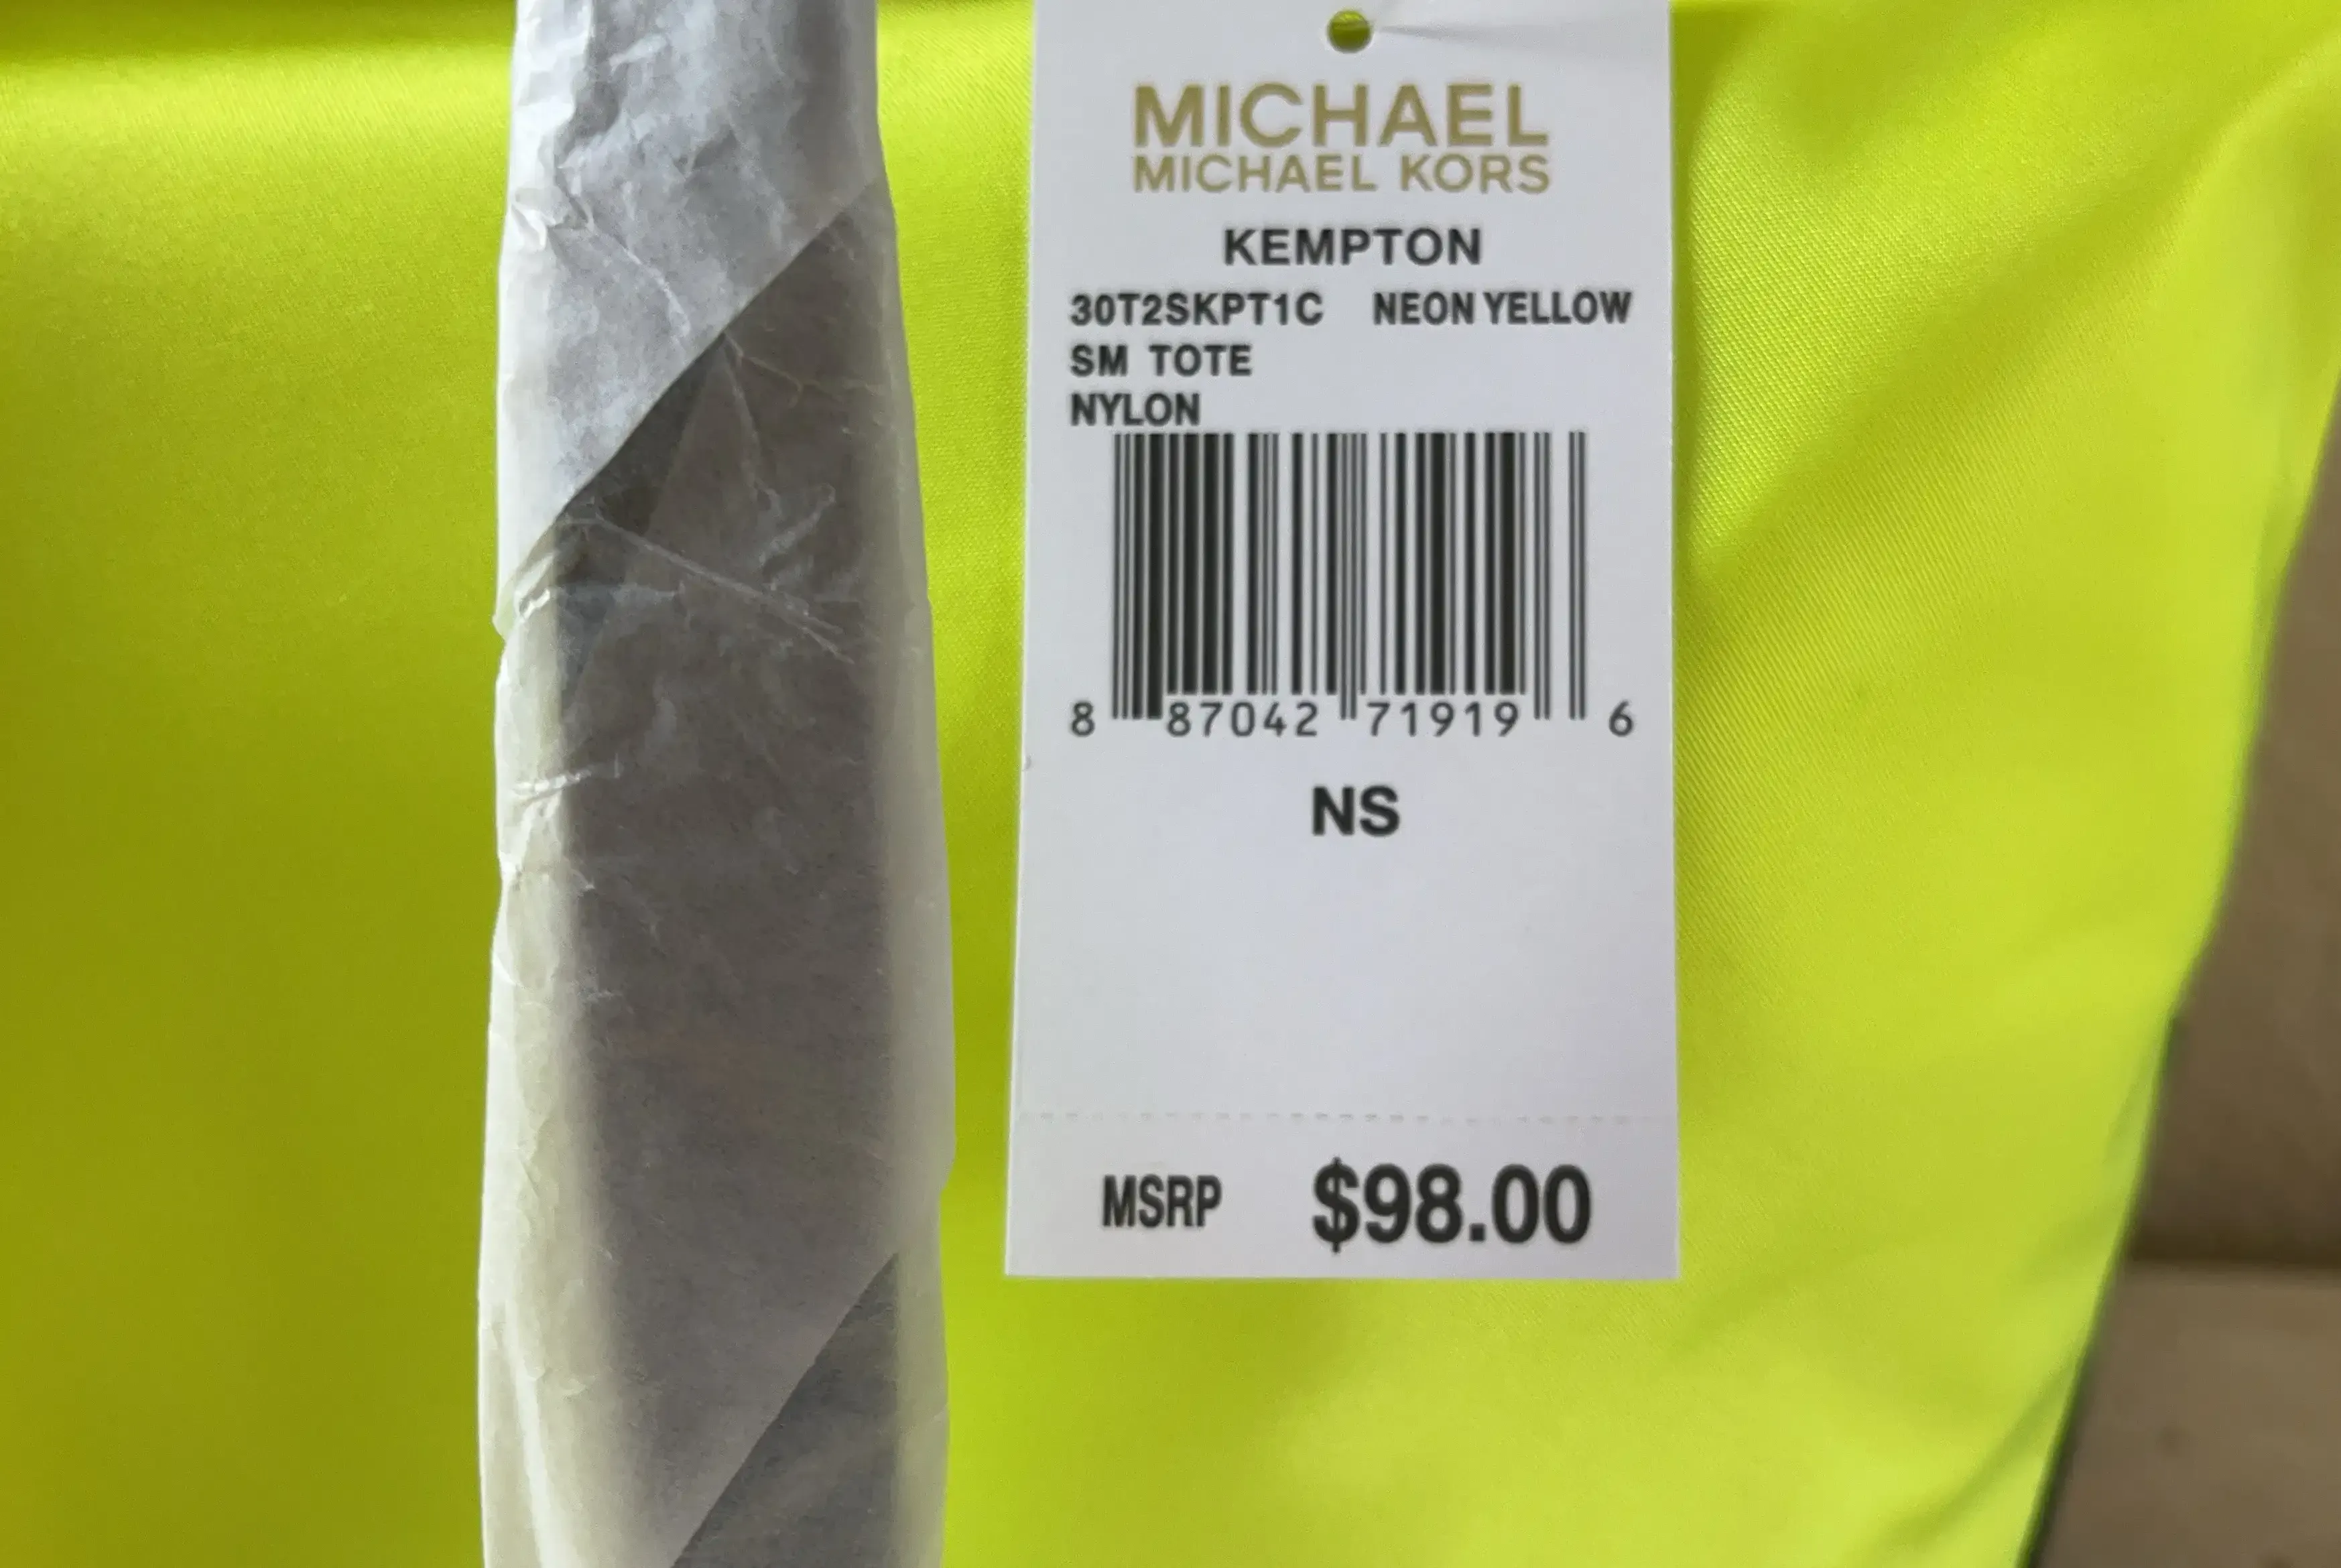 MICHAEL
MICHAEL KORS
KEMPTON
30T2SKPT1C NEON YELLOW
SM TOTE
NYLON
8 87042 71919 6
NS
MSRP $98.00